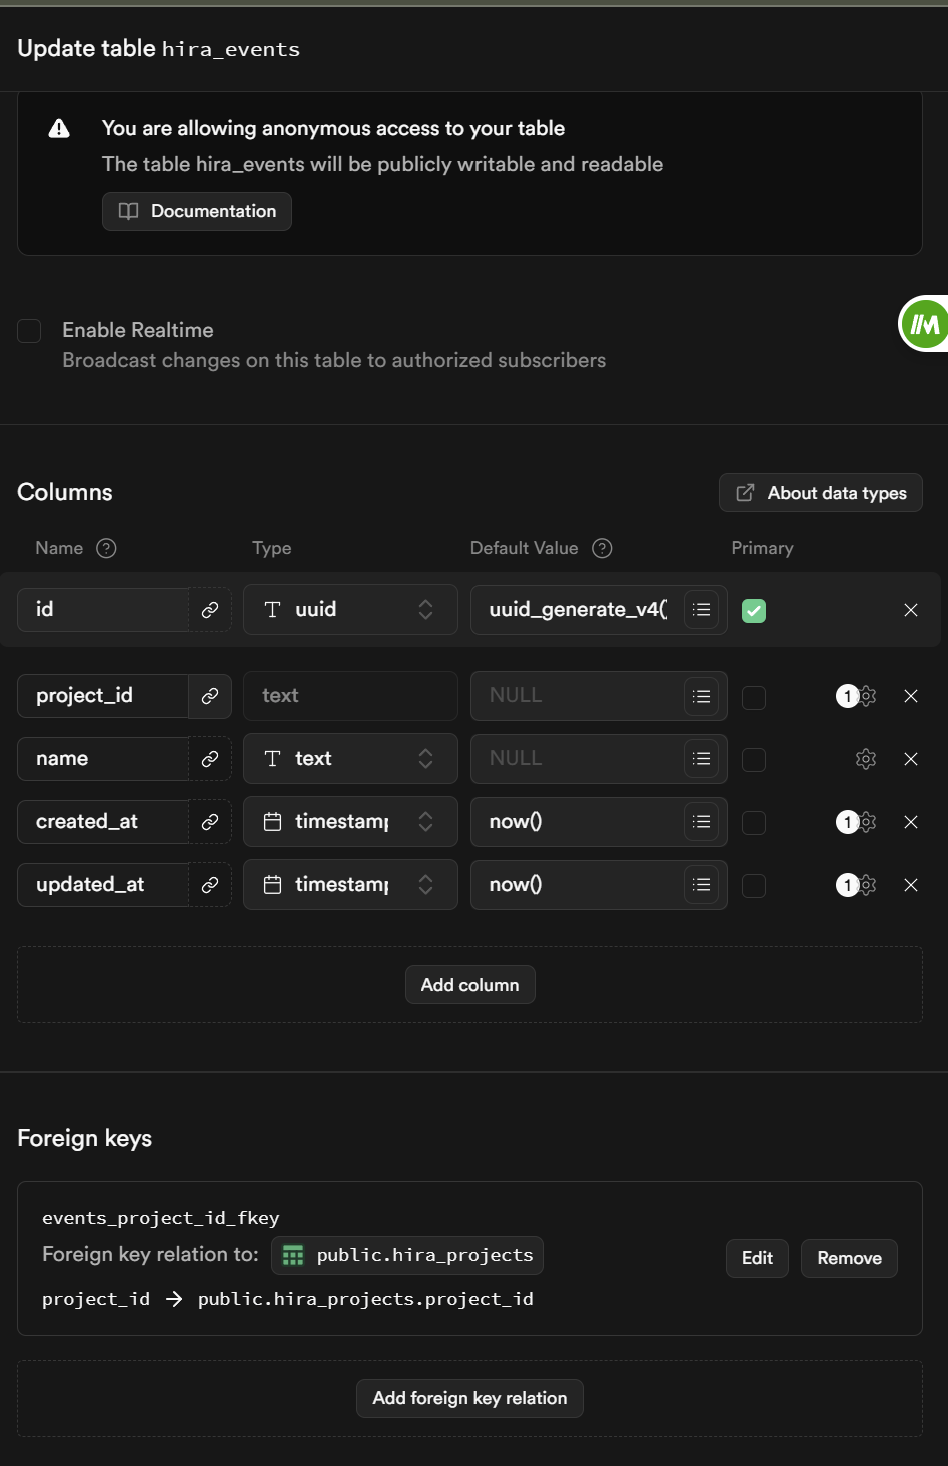 Update table hira_events
You are allowing anonymous access to your table
The table hira_events will be publicly writable and readable
Documentation
Enable Realtime
Broadcast changes on this table to authorized subscribers
Columns
About data types
Name ? Type Default Value ? Primary
id uuid uuid_generate_v4(
project_id text NULL 1
name text NULL
created_at timestamp now() 1
updated_at timestamp now() 1
Add column
Foreign keys
events_project_id_fkey
Foreign key relation to: public.hira_projects
Edit Remove
project_id → public.hira_projects.project_id
Add foreign key relation